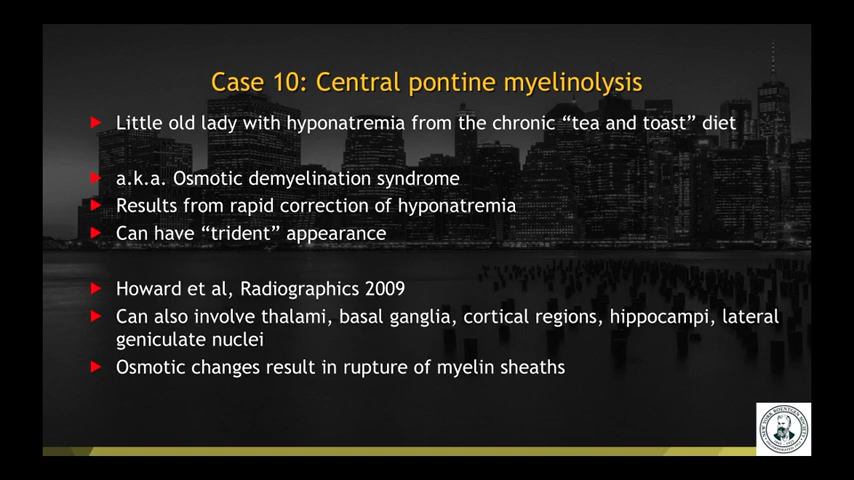 Case 10: Central pontine myelinolysis
Little old lady with hyponatremia from the chronic “tea and toast” diet
a.k.a. Osmotic demyelination syndrome
Results from rapid correction of hyponatremia
Can have “trident” appearance
Howard et al, Radiographics 2009
Can also involve thalami, basal ganglia, cortical regions, hippocampi, lateral
geniculate nuclei
Osmotic changes result in rupture of myelin sheaths